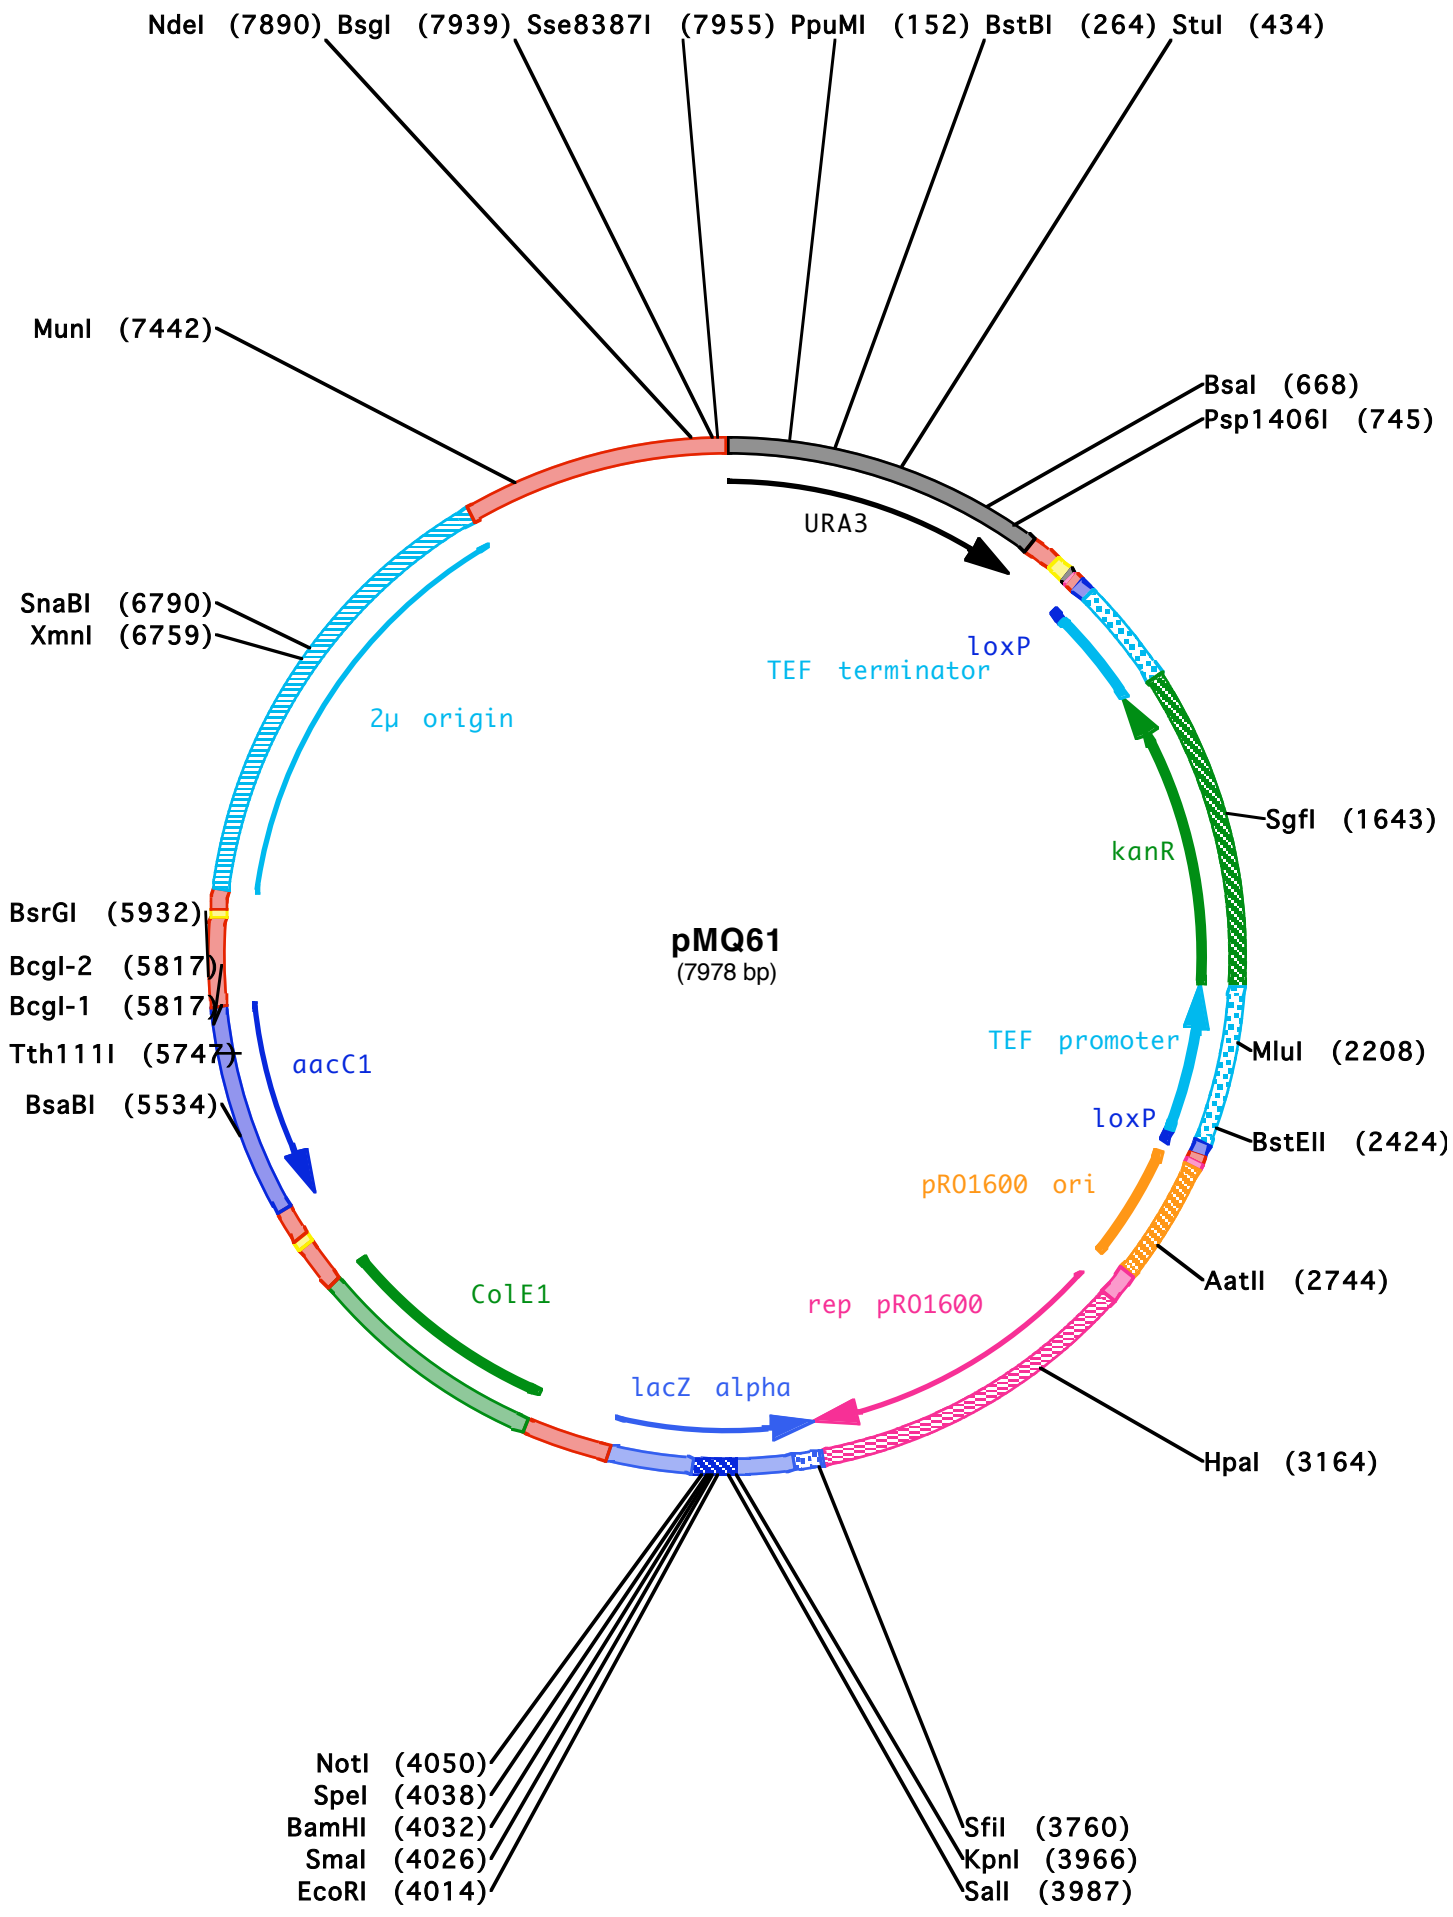 NdeI (7890) BsgI (7939) Sse8387I (7955) PpuMI (152) BstBI (264) StuI (434)
MunI (7442)
BsaI (668)
Psp1406I (745)
URA3
SnaBI (6790)
XmnI (6759)
loxP
TEF terminator
2µ origin
SgfI (1643)
kanR
BsrGI (5932)
pMQ61
(7978 bp)
BcgI-2 (5817)
BcgI-1 (5817)
TEF promoter
Tth111I (5747)
MluI (2208)
aacC1
BsaBI (5534)
loxP
BstEII (2424)
pRO1600 ori
AatII (2744)
ColE1
rep pRO1600
lacZ alpha
HpaI (3164)
NotI (4050)
SpeI (4038)
BamHI (4032)
SmaI (4026)
EcoRI (4014)
SfiI (3760)
KpnI (3966)
SalI (3987)